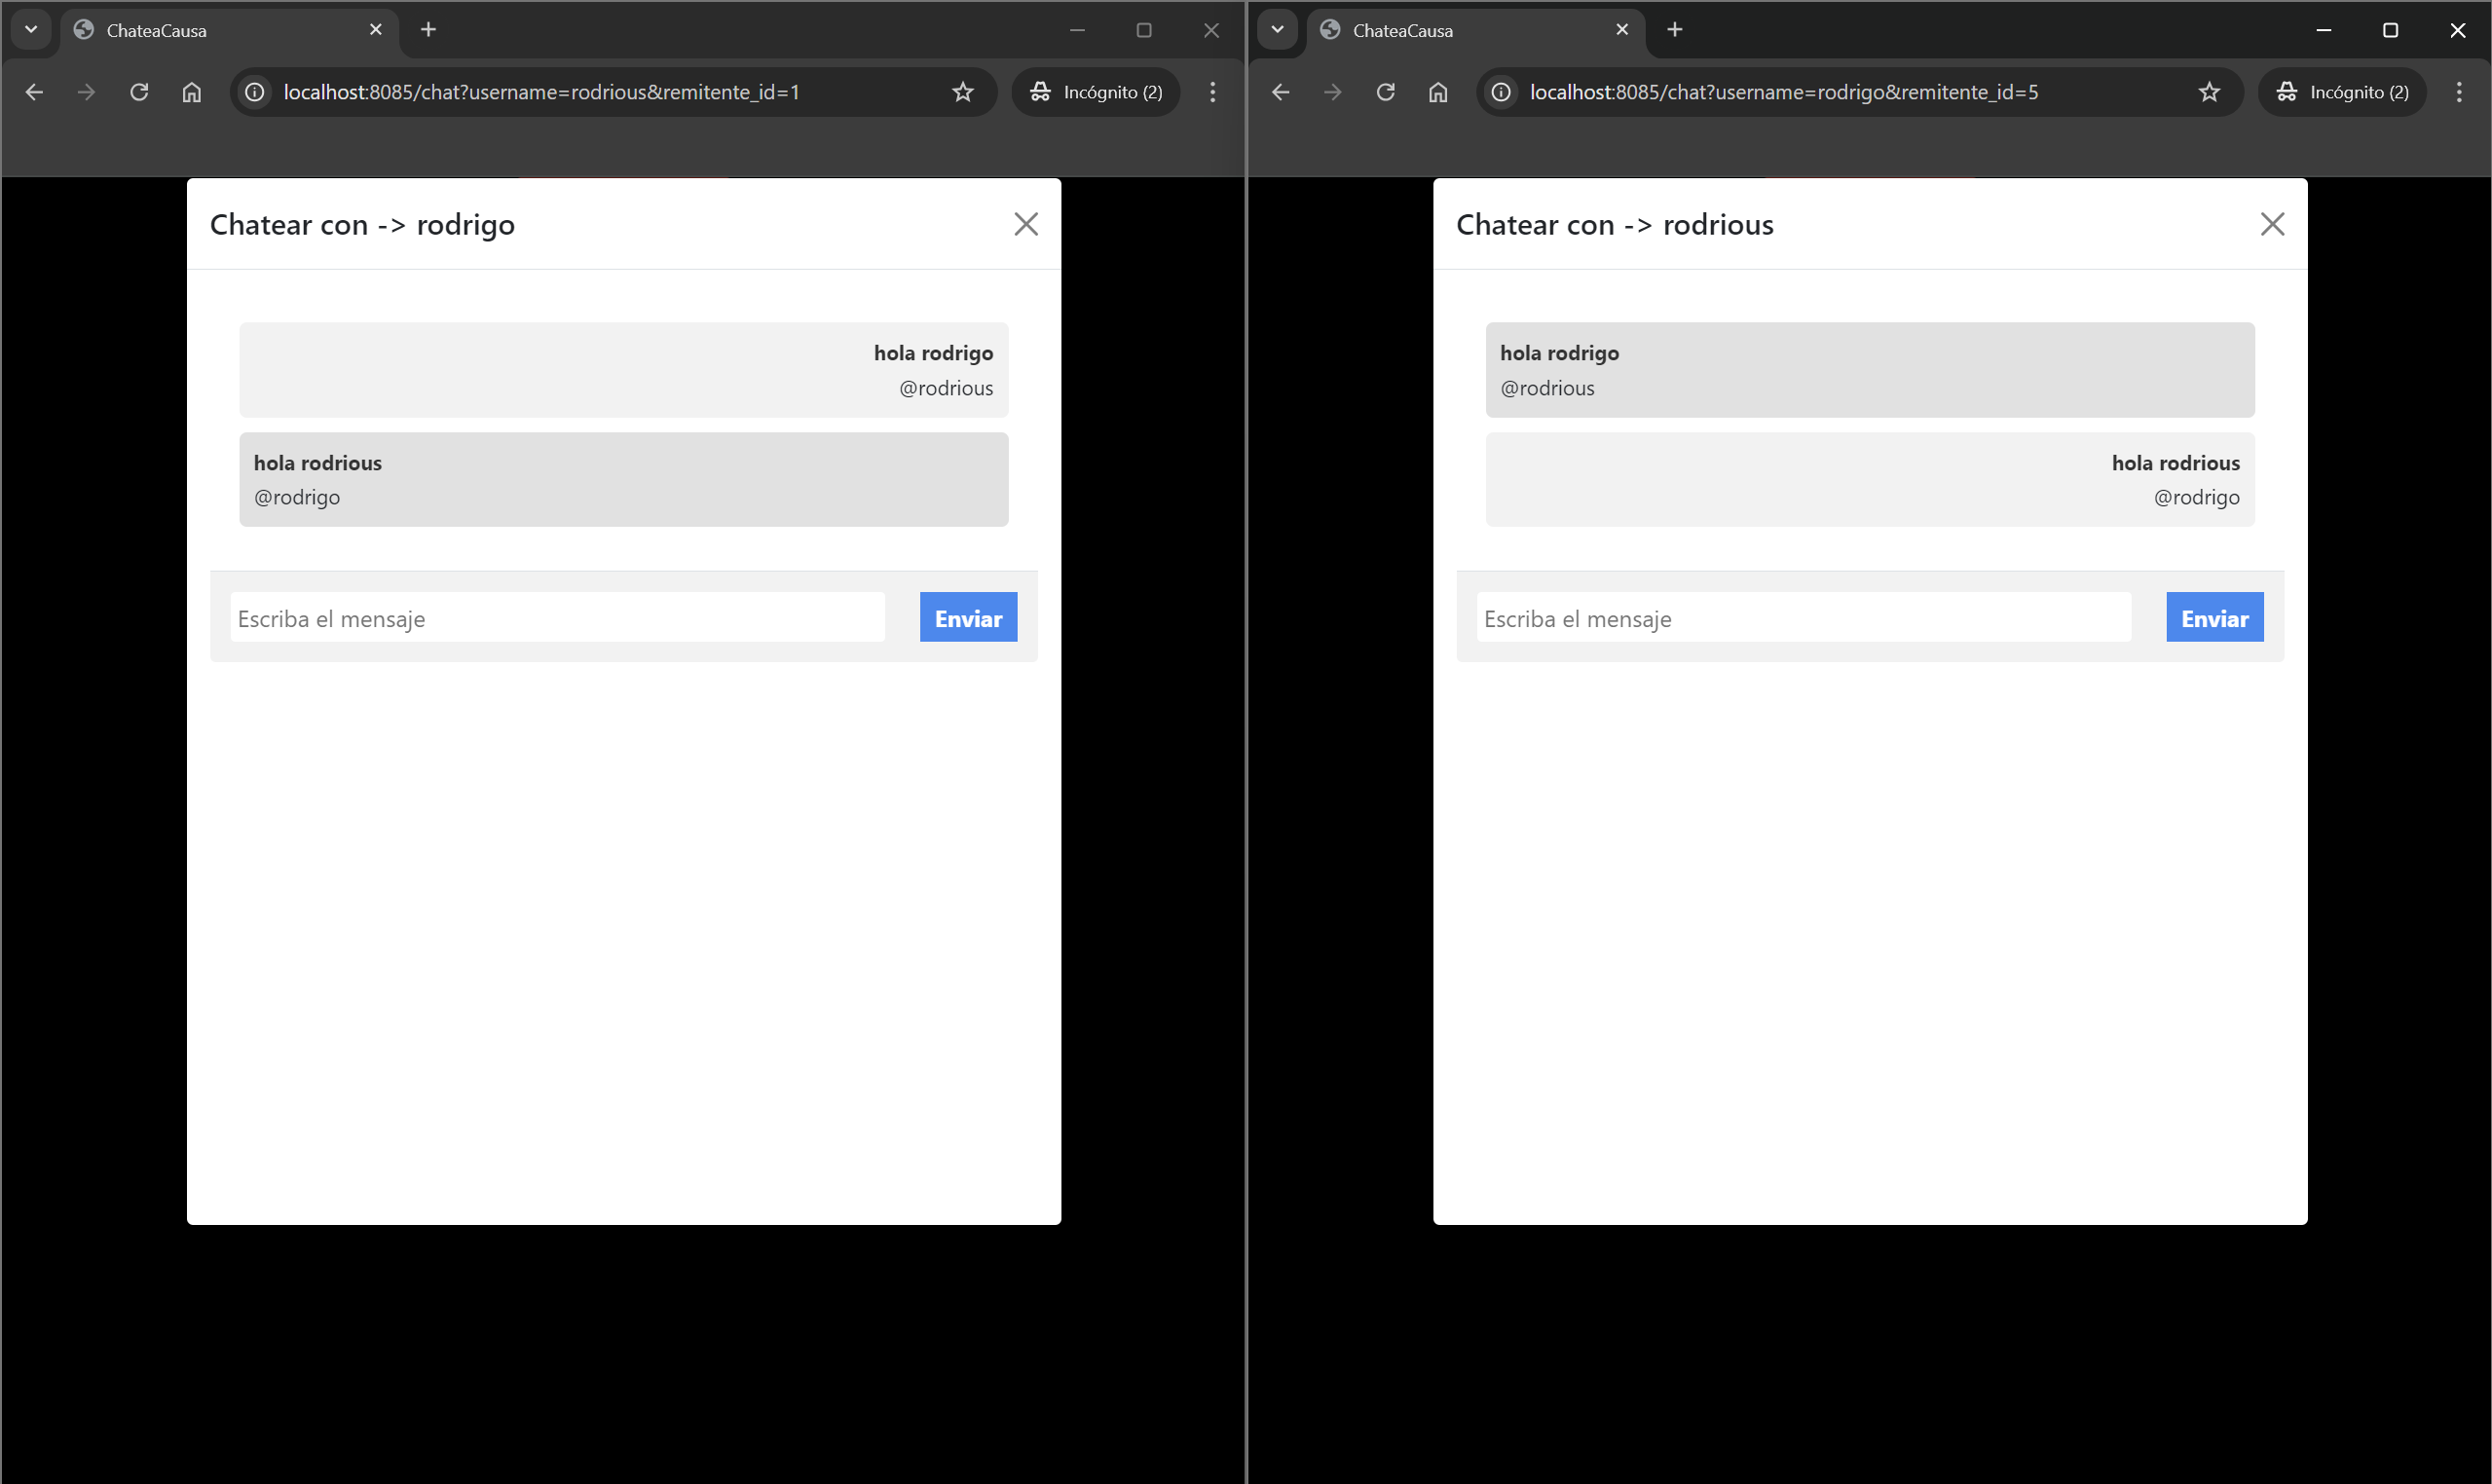 ChateaCausa
localhost:8085/chat?username=rodrious&remitente_id=1
Incógnito (2)
Chatear con -> rodrigo
hola rodrigo
@rodrious
hola rodrious
@rodrigo
Escriba el mensaje
Enviar
ChateaCausa
localhost:8085/chat?username=rodrigo&remitente_id=5
Incógnito (2)
Chatear con -> rodrious
hola rodrigo
@rodrious
hola rodrious
@rodrigo
Escriba el mensaje
Enviar